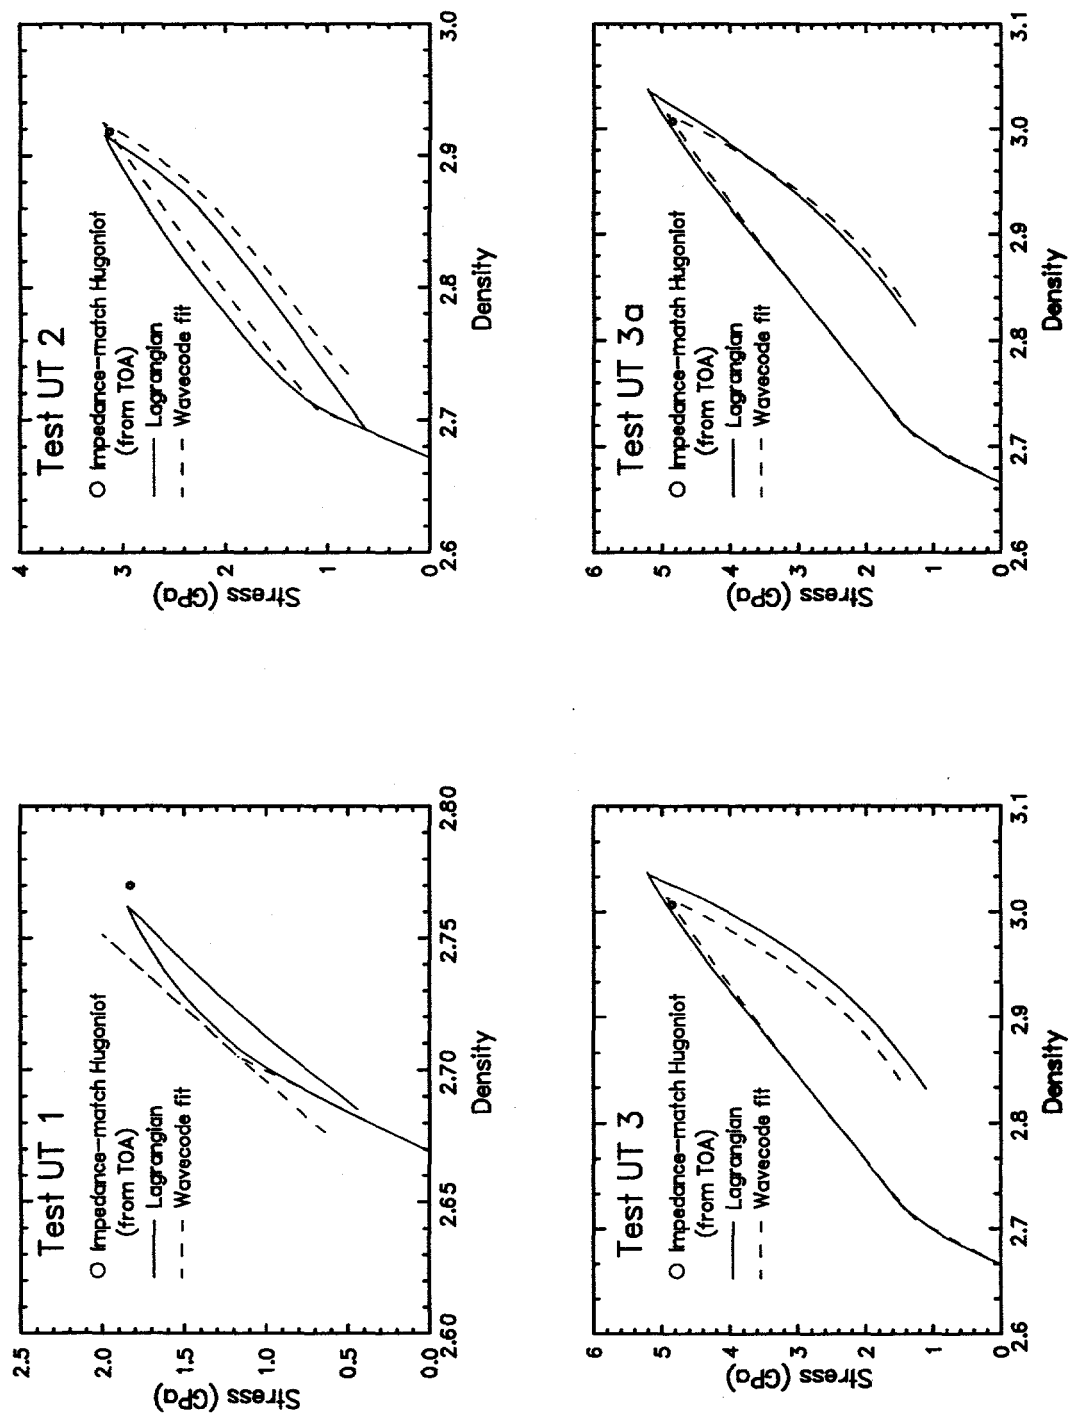 Test UT 1
Impedance-match Hugoniot
(from TOA)
Lagrangian
Wavecode fit
Stress (GPa)
2.5
2.0
1.5
1.0
0.5
0.0
2.60
2.65
2.70
2.75
2.80
Density
Test UT 2
Impedance-match Hugoniot
(from TOA)
Lagrangian
Wavecode fit
Stress (GPa)
4
3
2
1
0
2.6
2.7
2.8
2.9
3.0
Density
Test UT 3
Impedance-match Hugoniot
(from TOA)
Lagrangian
Wavecode fit
Stress (GPa)
6
5
4
3
2
1
0
2.6
2.7
2.8
2.9
3.0
3.1
Density
Test UT 3a
Impedance-match Hugoniot
(from TOA)
Lagrangian
Wavecode fit
Stress (GPa)
6
5
4
3
2
1
0
2.6
2.7
2.8
2.9
3.0
3.1
Density